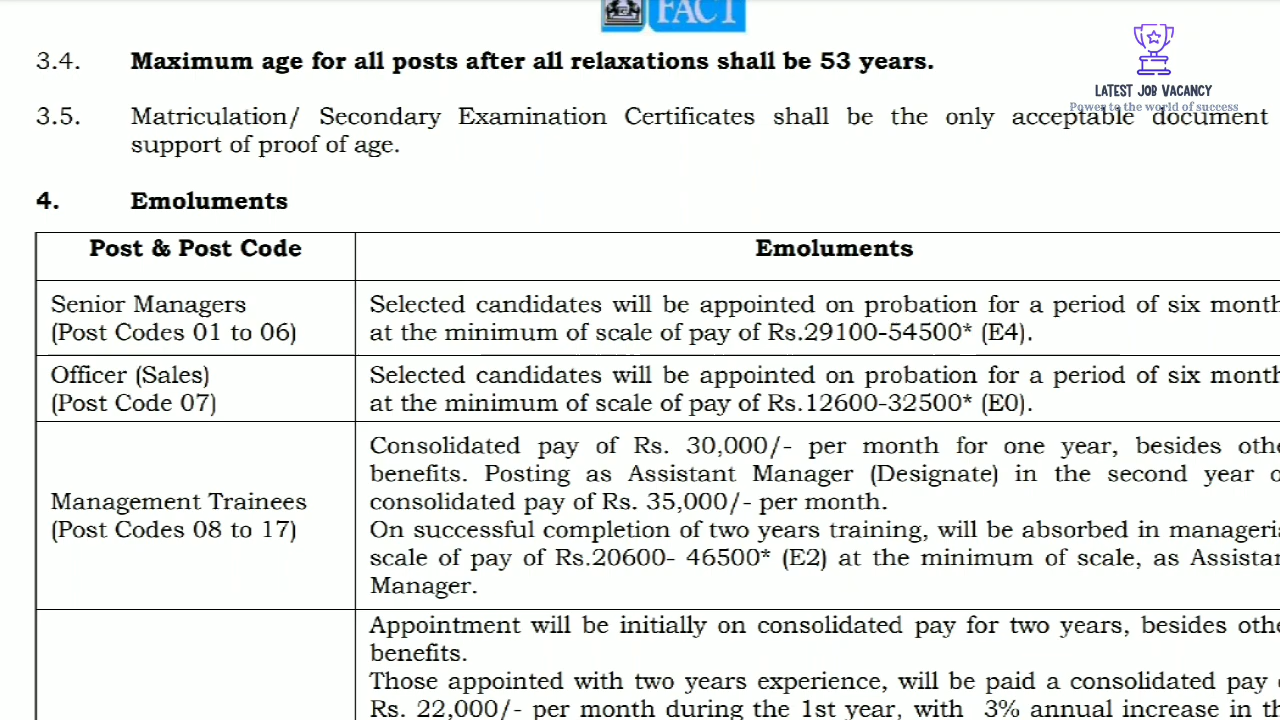 FACT
3.4. Maximum age for all posts after all relaxations shall be 53 years.
LATEST JOB VACANCY
Power to the world of success
3.5. Matriculation/ Secondary Examination Certificates shall be the only acceptable document
support of proof of age.
4. Emoluments
Post & Post Code
Emoluments
Senior Managers
(Post Codes 01 to 06)
Selected candidates will be appointed on probation for a period of six month
at the minimum of scale of pay of Rs.29100-54500* (E4).
Officer (Sales)
(Post Code 07)
Selected candidates will be appointed on probation for a period of six month
at the minimum of scale of pay of Rs.12600-32500* (E0).
Management Trainees
(Post Codes 08 to 17)
Consolidated pay of Rs. 30,000/- per month for one year, besides othe
benefits. Posting as Assistant Manager (Designate) in the second year o
consolidated pay of Rs. 35,000/- per month.
On successful completion of two years training, will be absorbed in manageria
scale of pay of Rs.20600- 46500* (E2) at the minimum of scale, as Assistan
Manager.
Appointment will be initially on consolidated pay for two years, besides othe
benefits.
Those appointed with two years experience, will be paid a consolidated pay
Rs. 22,000/- per month during the 1st year, with 3% annual increase in th